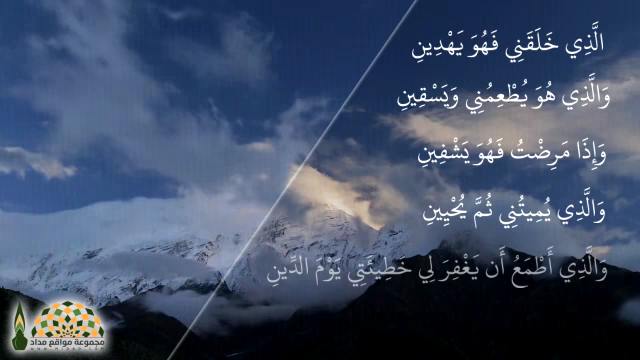 الَّذِي خَلَقَنِي فَهُوَ يَهْدِينِ
وَالَّذِي هُوَ يُطْعِمُنِي وَيَسْقِينِ
وَإِذَا مَرِضْتُ فَهُوَ يَشْفِينِ
وَالَّذِي يُمِيتُنِي ثُمَّ يُحْيِينِ
وَالَّذِي أَطْمَعُ أَن يَغْفِرَ لِي خَطِيئَتِي يَوْمَ الدِّينِ
مجموعة مواقع مداد